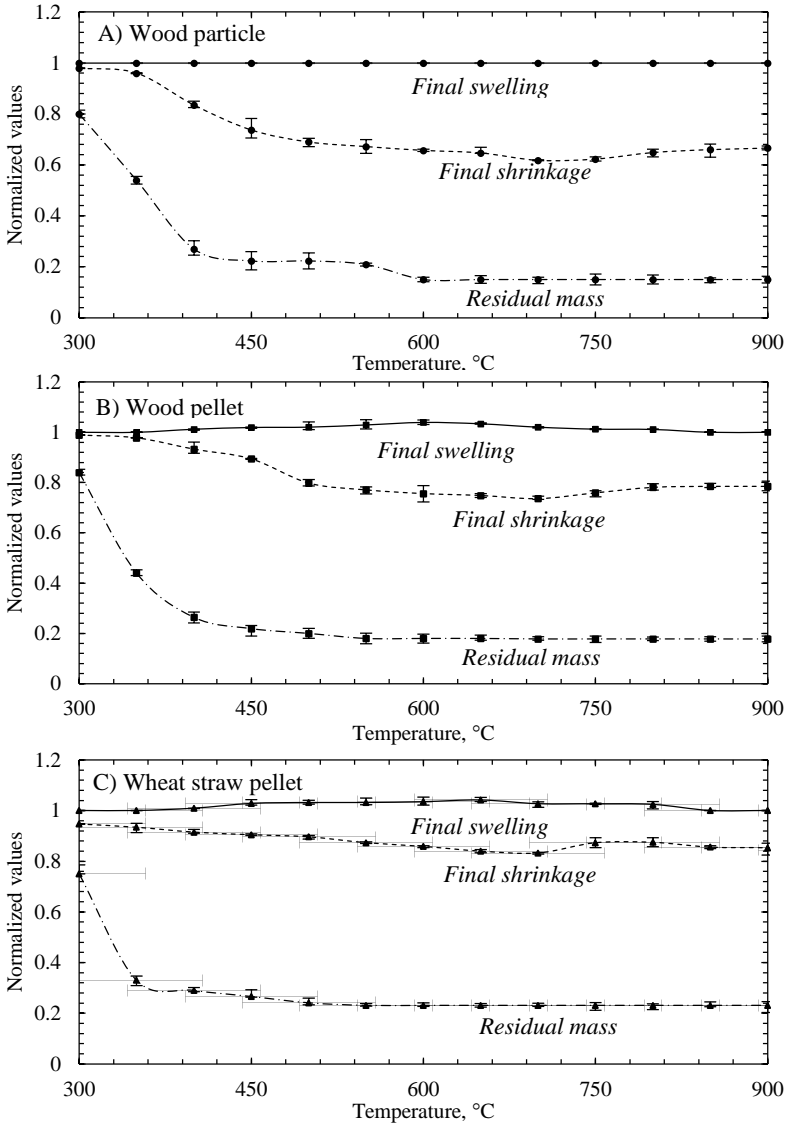 A) Wood particle
Normalized values
1.2
1
0.8
0.6
0.4
0.2
0
Final swelling
Final shrinkage
Residual mass
300 450 600 750 900
Temperature, °C
B) Wood pellet
Normalized values
1.2
1
0.8
0.6
0.4
0.2
0
Final swelling
Final shrinkage
Residual mass
300 450 600 750 900
Temperature, °C
C) Wheat straw pellet
Normalized values
1.2
1
0.8
0.6
0.4
0.2
0
Final swelling
Final shrinkage
Residual mass
300 450 600 750 900
Temperature, °C